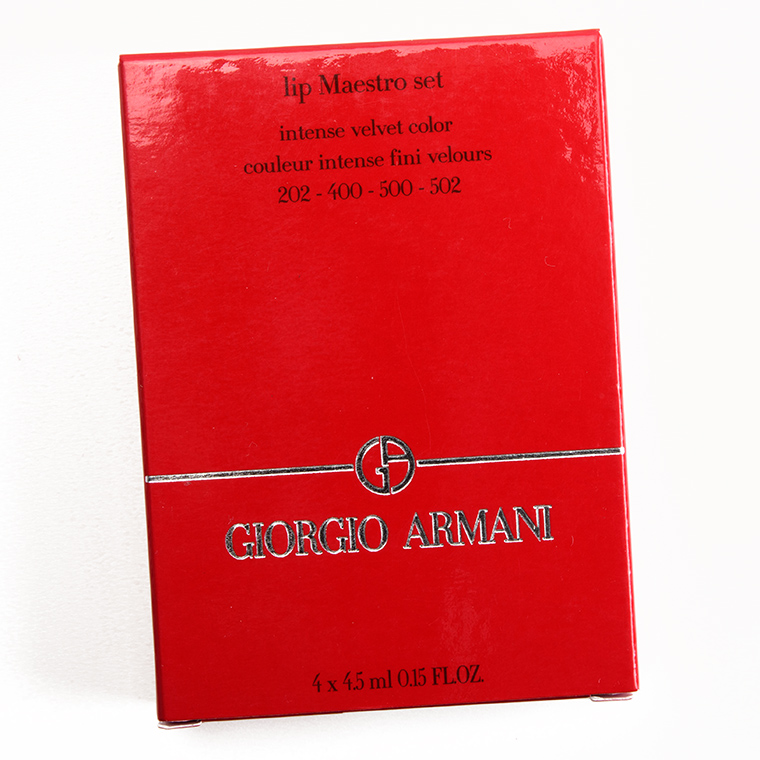 lip Maestro set
intense velvet color
couleur intense fini velours
202 - 400 - 500 - 502
GA
GIORGIO ARMANI
4 x 4.5 ml 0.15 FL.OZ.